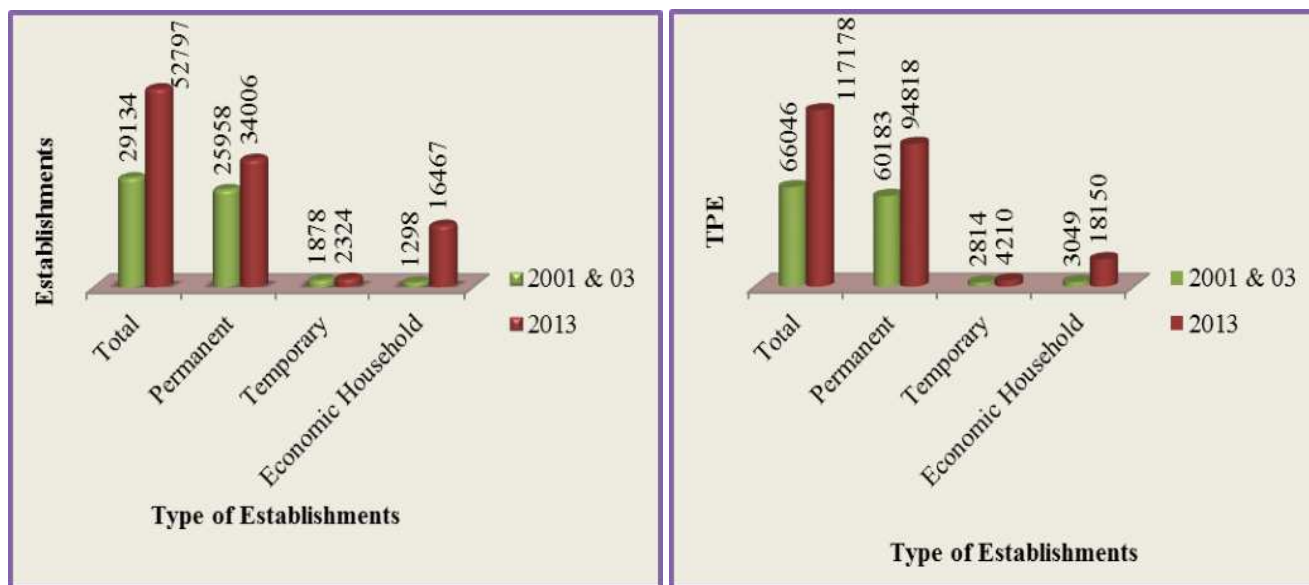 Establishments
29134
52797
25958
34006
1878
2324
1298
16467
Total
Permanent
Temporary
Economic Household
2001 & 03
2013
Type of Establishments
TPE
66046
117178
60183
94818
2814
4210
3049
18150
Total
Permanent
Temporary
Economic Household
2001 & 03
2013
Type of Establishments